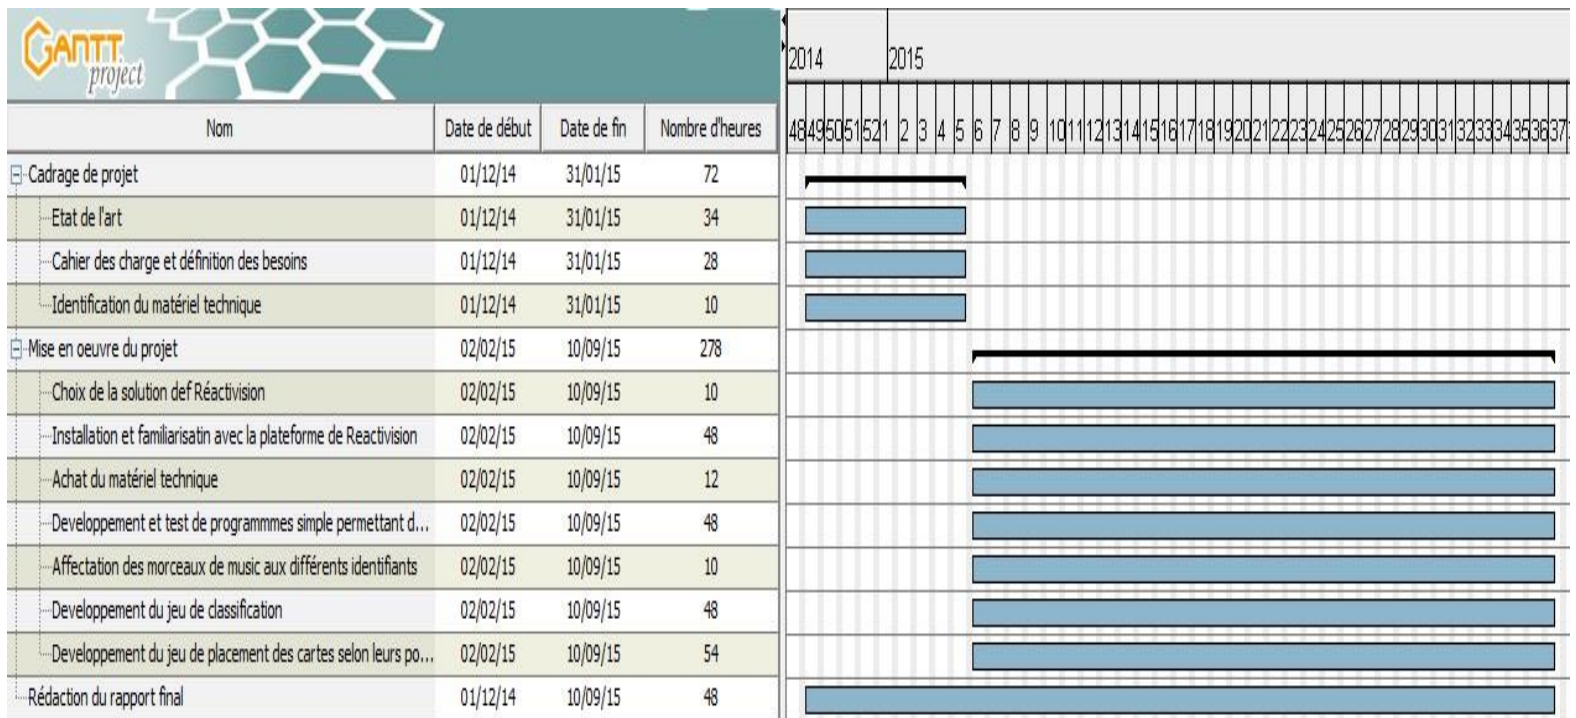 GANTT
project
2014 2015
Nom Date de début Date de fin Nombre d'heures
48 49 50 51 52 1 2 3 4 5 6 7 8 9 10 11 12 13 14 15 16 17 18 19 20 21 22 23 24 25 26 27 28 29 30 31 32 33 34 35 36 37
Cadrage de projet 01/12/14 31/01/15 72
Etat de l'art 01/12/14 31/01/15 34
Cahier des charge et définition des besoins 01/12/14 31/01/15 28
Identification du matériel technique 01/12/14 31/01/15 10
Mise en oeuvre du projet 02/02/15 10/09/15 278
Choix de la solution def Réactivision 02/02/15 10/09/15 10
Installation et familiarisatin avec la plateforme de Reactivision 02/02/15 10/09/15 48
Achat du matériel technique 02/02/15 10/09/15 12
Developpement et test de programmmes simple permettant d... 02/02/15 10/09/15 48
Affectation des morceaux de music aux différents identifiants 02/02/15 10/09/15 10
Developpement du jeu de classification 02/02/15 10/09/15 48
Developpement du jeu de placement des cartes selon leurs po... 02/02/15 10/09/15 54
Rédaction du rapport final 01/12/14 10/09/15 48